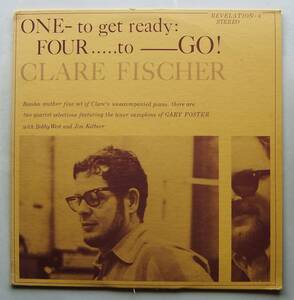 ONE- to get ready:
FOUR.....to —GO!
REVELATION - 6
STEREO
CLARE FISCHER
Besides another fine set of Clare's unaccompanied piano, there are
two quartet selections featuring the tenor saxophone of GARY FOSTER
with Bobby West and Jim Keltner